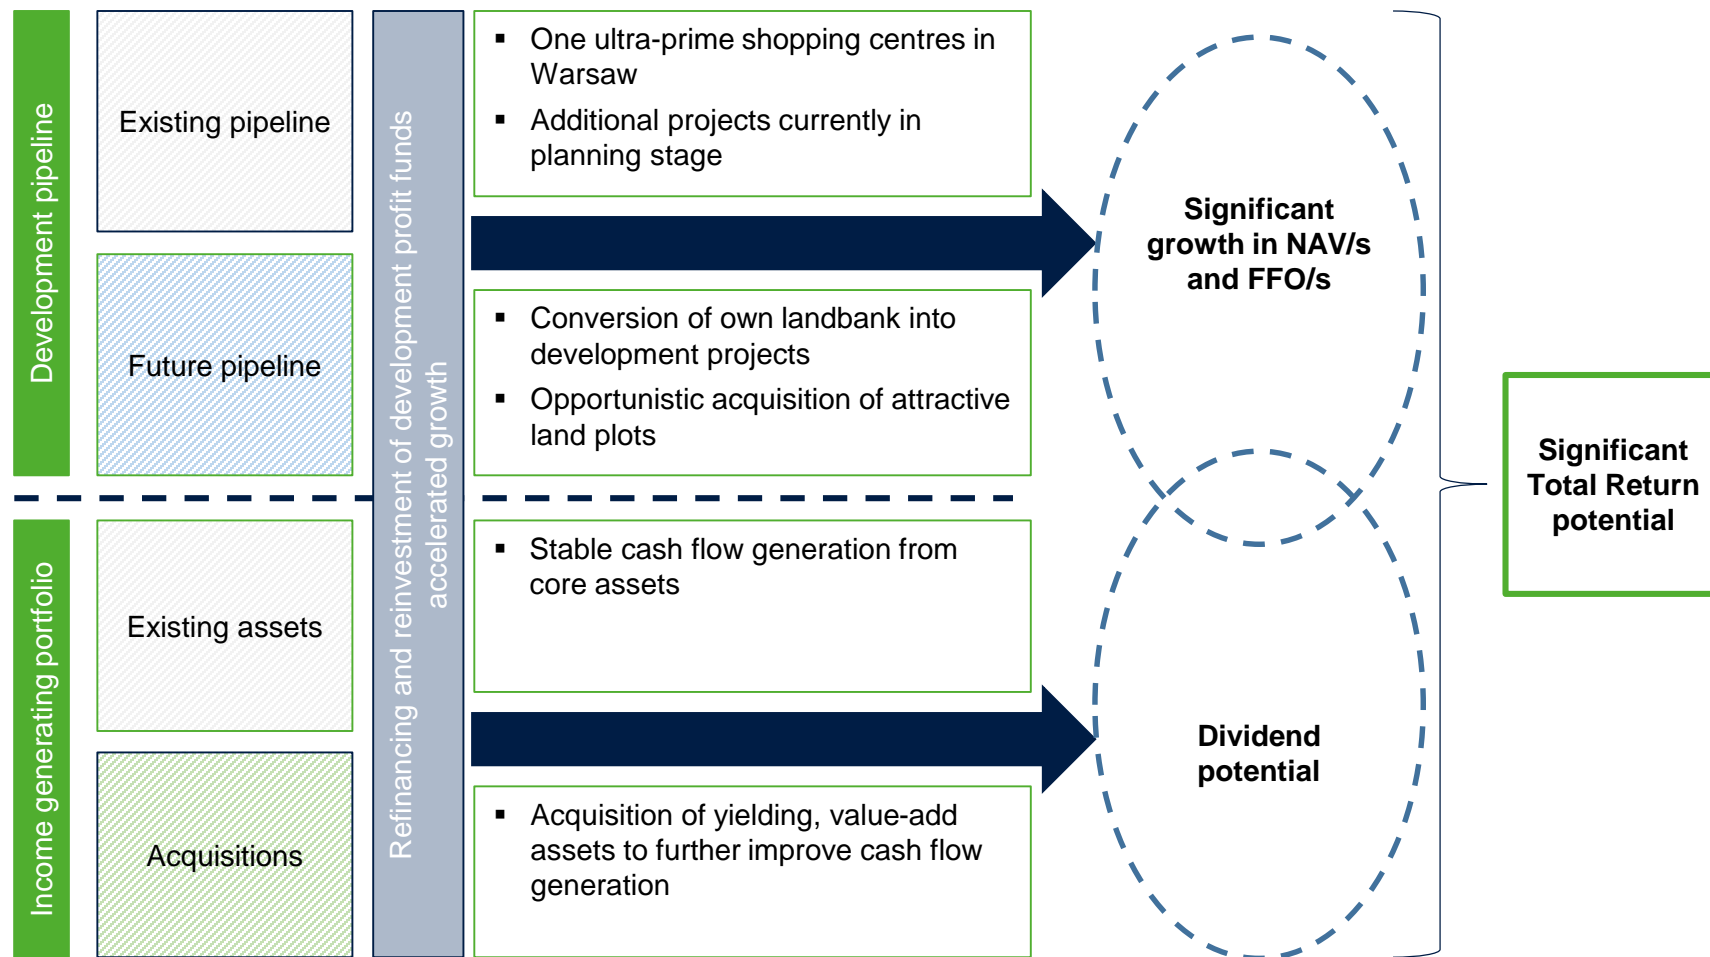 Development pipeline
Existing pipeline
Future pipeline
Income generating portfolio
Existing assets
Acquisitions
Refinancing and reinvestment of development profit funds
accelerated growth
▪ One ultra-prime shopping centres in
Warsaw
▪ Additional projects currently in
planning stage
▪ Conversion of own landbank into
development projects
▪ Opportunistic acquisition of attractive
land plots
▪ Stable cash flow generation from
core assets
▪ Acquisition of yielding, value-add
assets to further improve cash flow
generation
Significant
growth in NAV/s
and FFO/s
Dividend
potential
Significant
Total Return
potential